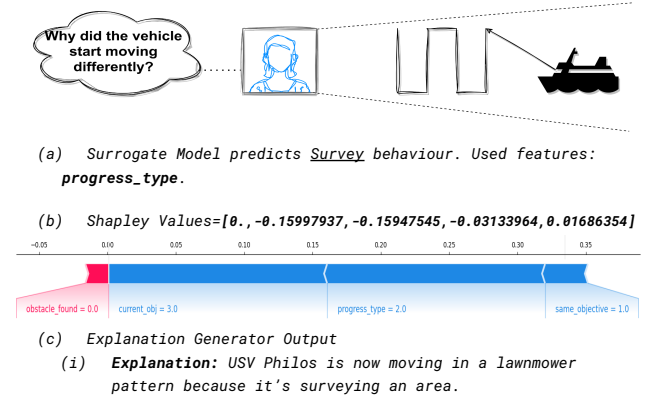 Why did the vehicle
start moving
differently?
(a) Surrogate Model predicts Survey behaviour. Used features:
progress_type.
(b) Shapley Values=[0.,-0.15997937,-0.15947545,-0.03133964,0.01686354]
−0.05 0.00 0.05 0.10 0.15 0.20 0.25 0.30 0.35
obstacle_found = 0.0 current_obj = 3.0 progress_type = 2.0 same_objective = 1.0
(c) Explanation Generator Output
(i) Explanation: USV Philos is now moving in a lawnmower
pattern because it's surveying an area.